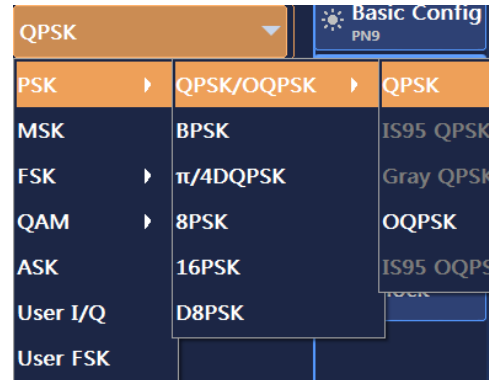 QPSK
Basic Config
PN9
PSK
MSK
FSK
QAM
ASK
User I/Q
User FSK
QPSK/OQPSK
BPSK
π/4DQPSK
8PSK
16PSK
D8PSK
QPSK
IS95 QPSK
Gray QPSK
OQPSK
IS95 OQPS